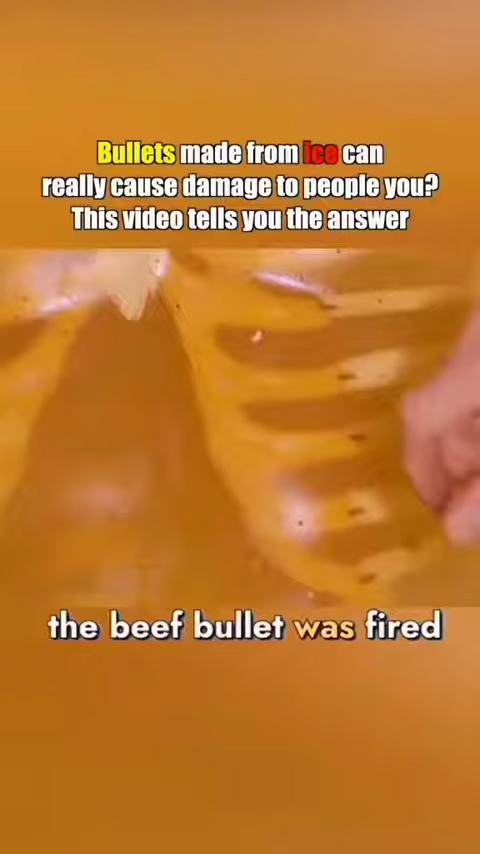 Bullets made from ice can
really cause damage to people you?
This video tells you the answer
the beef bullet was fired